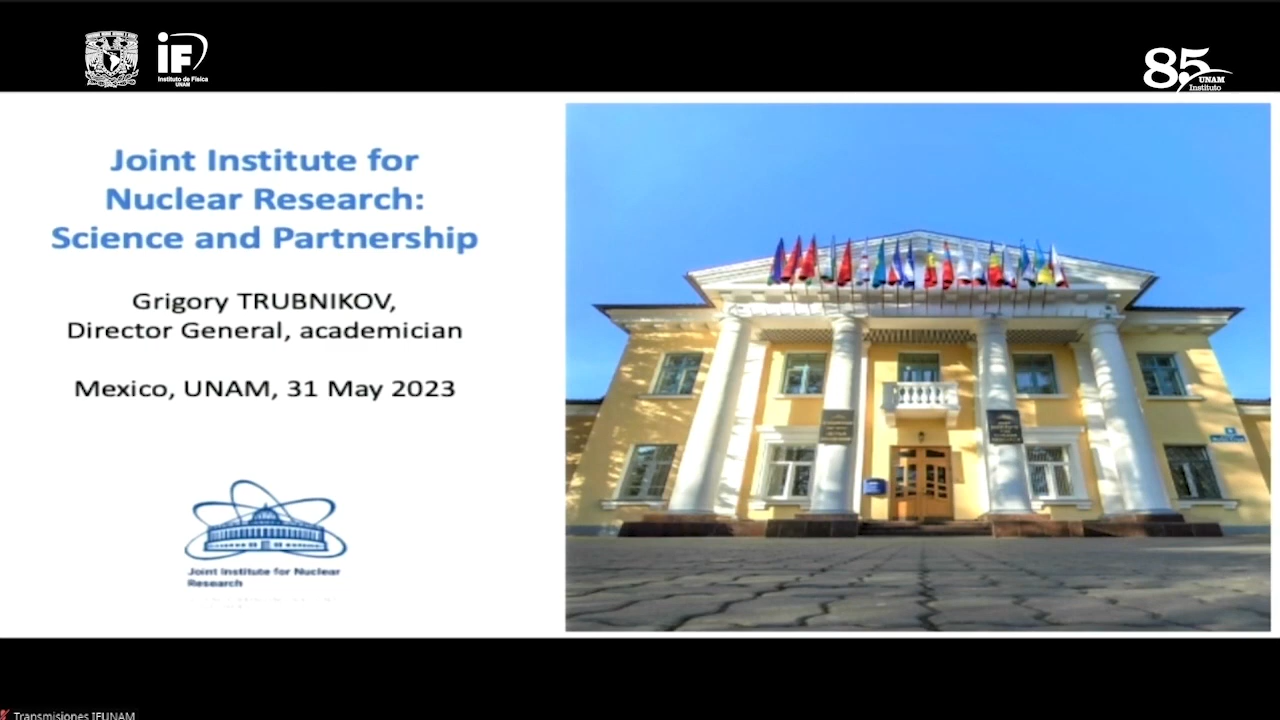 iF
Instituto de Física
UNAM
85
UNAM
Instituto
Joint Institute for
Nuclear Research:
Science and Partnership
Grigory TRUBNIKOV,
Director General, academician
Mexico, UNAM, 31 May 2023
Joint Institute for Nuclear
Research
Transmisiones IFUNAM